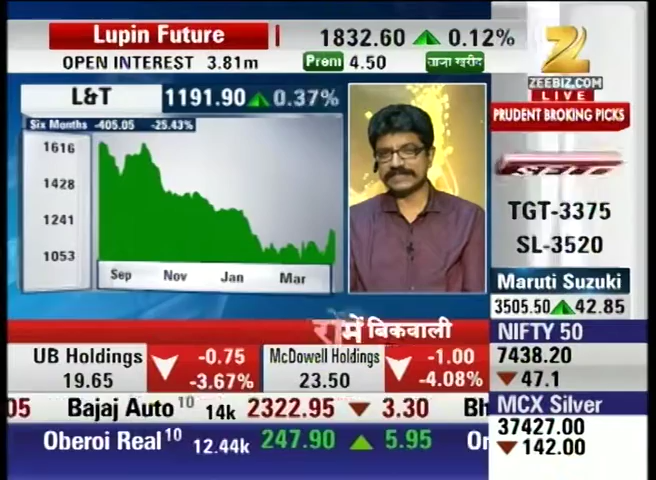 Lupin Future
1832.60 0.12%
OPEN INTEREST 3.81m
Prem 4.50
ताज़ा खरीद
Z
ZEEBIZ.COM
LIVE
L&T
1191.90 0.37%
Six Months -405.05 -25.43%
1616
1428
1241
1053
Sep Nov Jan Mar
PRUDENT BROKING PICKS
SELL
TGT-3375
SL-3520
Maruti Suzuki
3505.50 42.85
में बिकवाली
UB Holdings
19.65
-0.75
-3.67%
McDowell Holdings
23.50
-1.00
-4.08%
NIFTY 50
7438.20
47.1
05 Bajaj Auto 10 14k 2322.95 3.30 Bh
MCX Silver
37427.00
142.00
Oberoi Real 10 12.44k 247.90 5.95